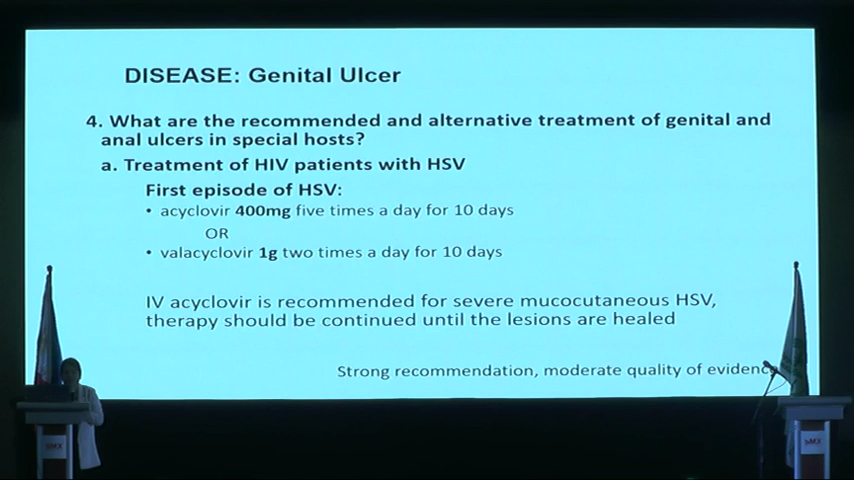 DISEASE: Genital Ulcer
4. What are the recommended and alternative treatment of genital and
anal ulcers in special hosts?
a. Treatment of HIV patients with HSV
First episode of HSV:
• acyclovir 400mg five times a day for 10 days
OR
• valacyclovir 1g two times a day for 10 days
IV acyclovir is recommended for severe mucocutaneous HSV,
therapy should be continued until the lesions are healed
Strong recommendation, moderate quality of evidence
SMX
SMX